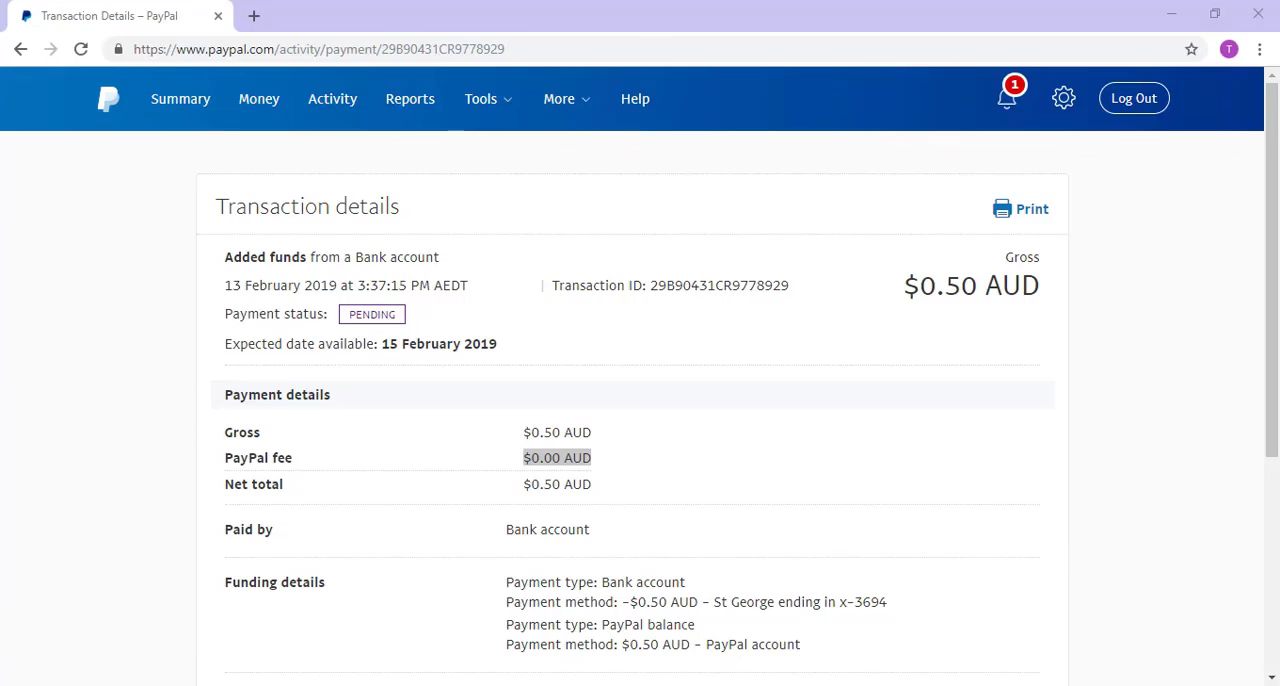 Transaction Details – PayPal
https://www.paypal.com/activity/payment/29B90431CR9778929
T
Summary
Money
Activity
Reports
Tools
More
Help
1
Log Out
Transaction details
Print
Added funds from a Bank account
Gross
13 February 2019 at 3:37:15 PM AEDT | Transaction ID: 29B90431CR9778929
$0.50 AUD
Payment status: PENDING
Expected date available: 15 February 2019
Payment details
Gross $0.50 AUD
PayPal fee $0.00 AUD
Net total $0.50 AUD
Paid by Bank account
Funding details Payment type: Bank account
Payment method: -$0.50 AUD - St George ending in x-3694
Payment type: PayPal balance
Payment method: $0.50 AUD - PayPal account